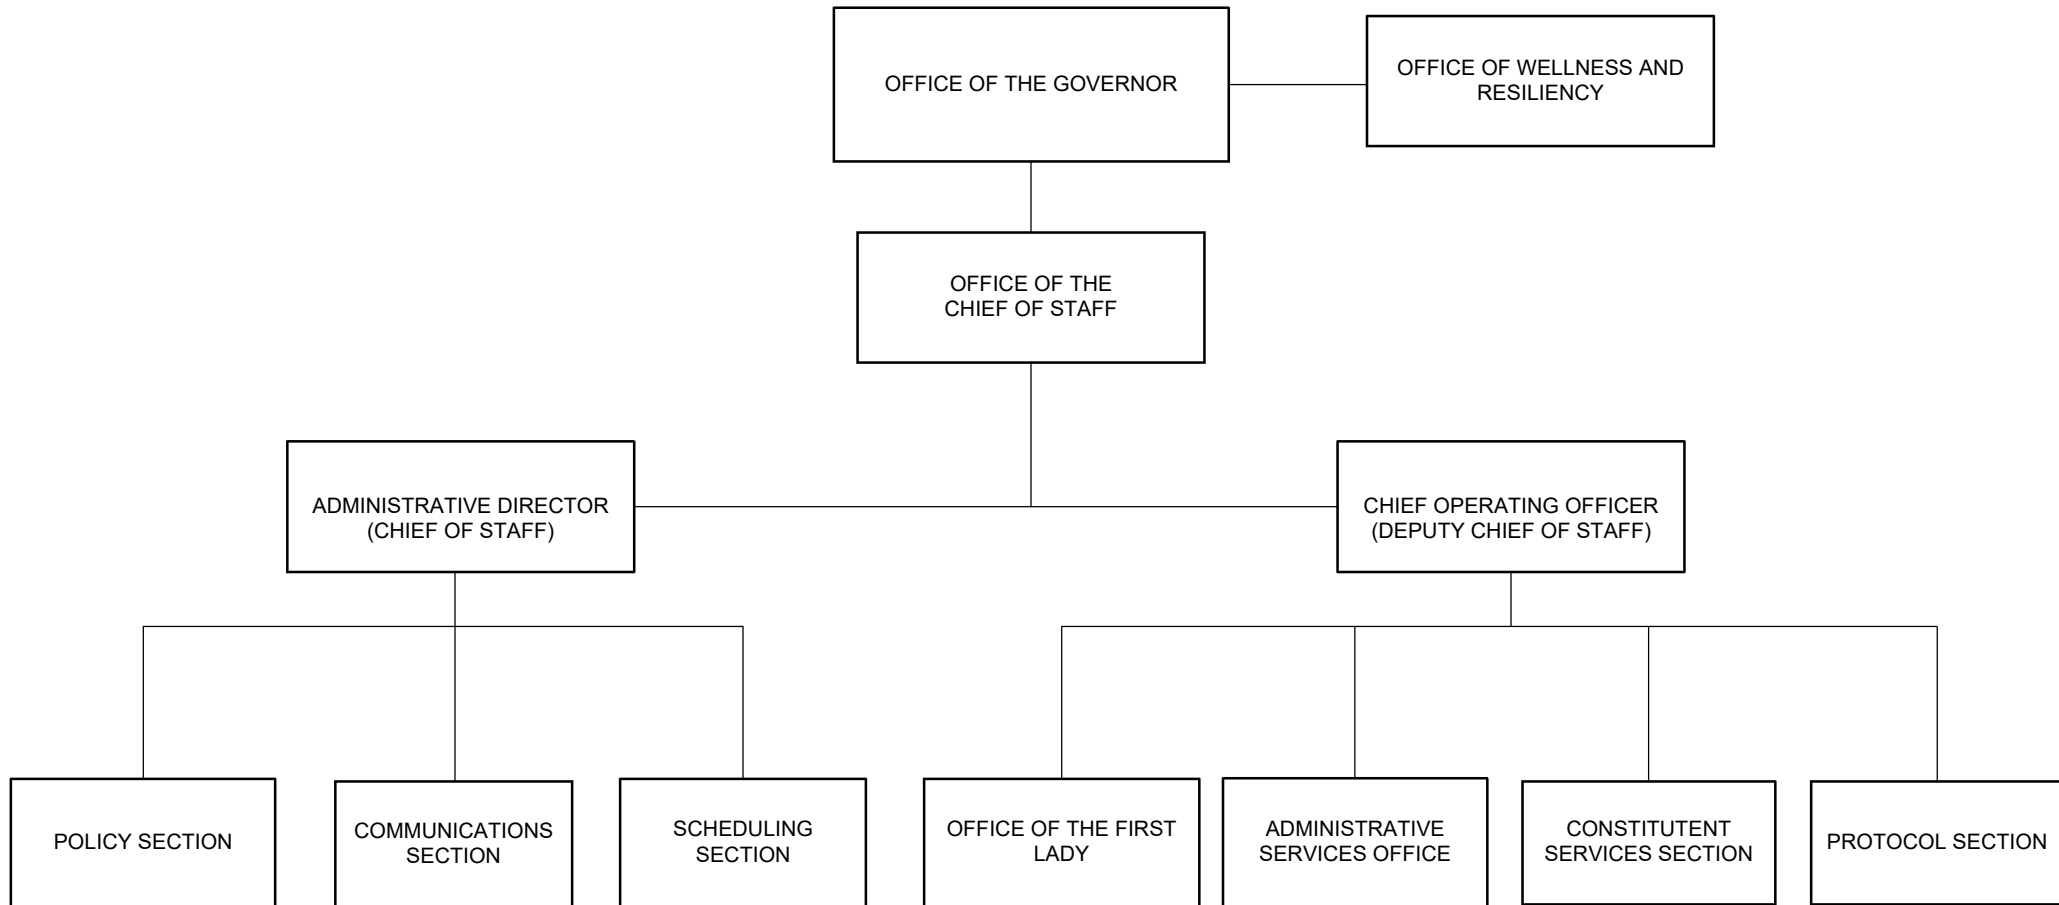 OFFICE OF THE GOVERNOR
OFFICE OF WELLNESS AND
RESILIENCY
OFFICE OF THE
CHIEF OF STAFF
ADMINISTRATIVE DIRECTOR
(CHIEF OF STAFF)
CHIEF OPERATING OFFICER
(DEPUTY CHIEF OF STAFF)
POLICY SECTION
COMMUNICATIONS
SECTION
SCHEDULING
SECTION
OFFICE OF THE FIRST
LADY
ADMINISTRATIVE
SERVICES OFFICE
CONSTITUTENT
SERVICES SECTION
PROTOCOL SECTION